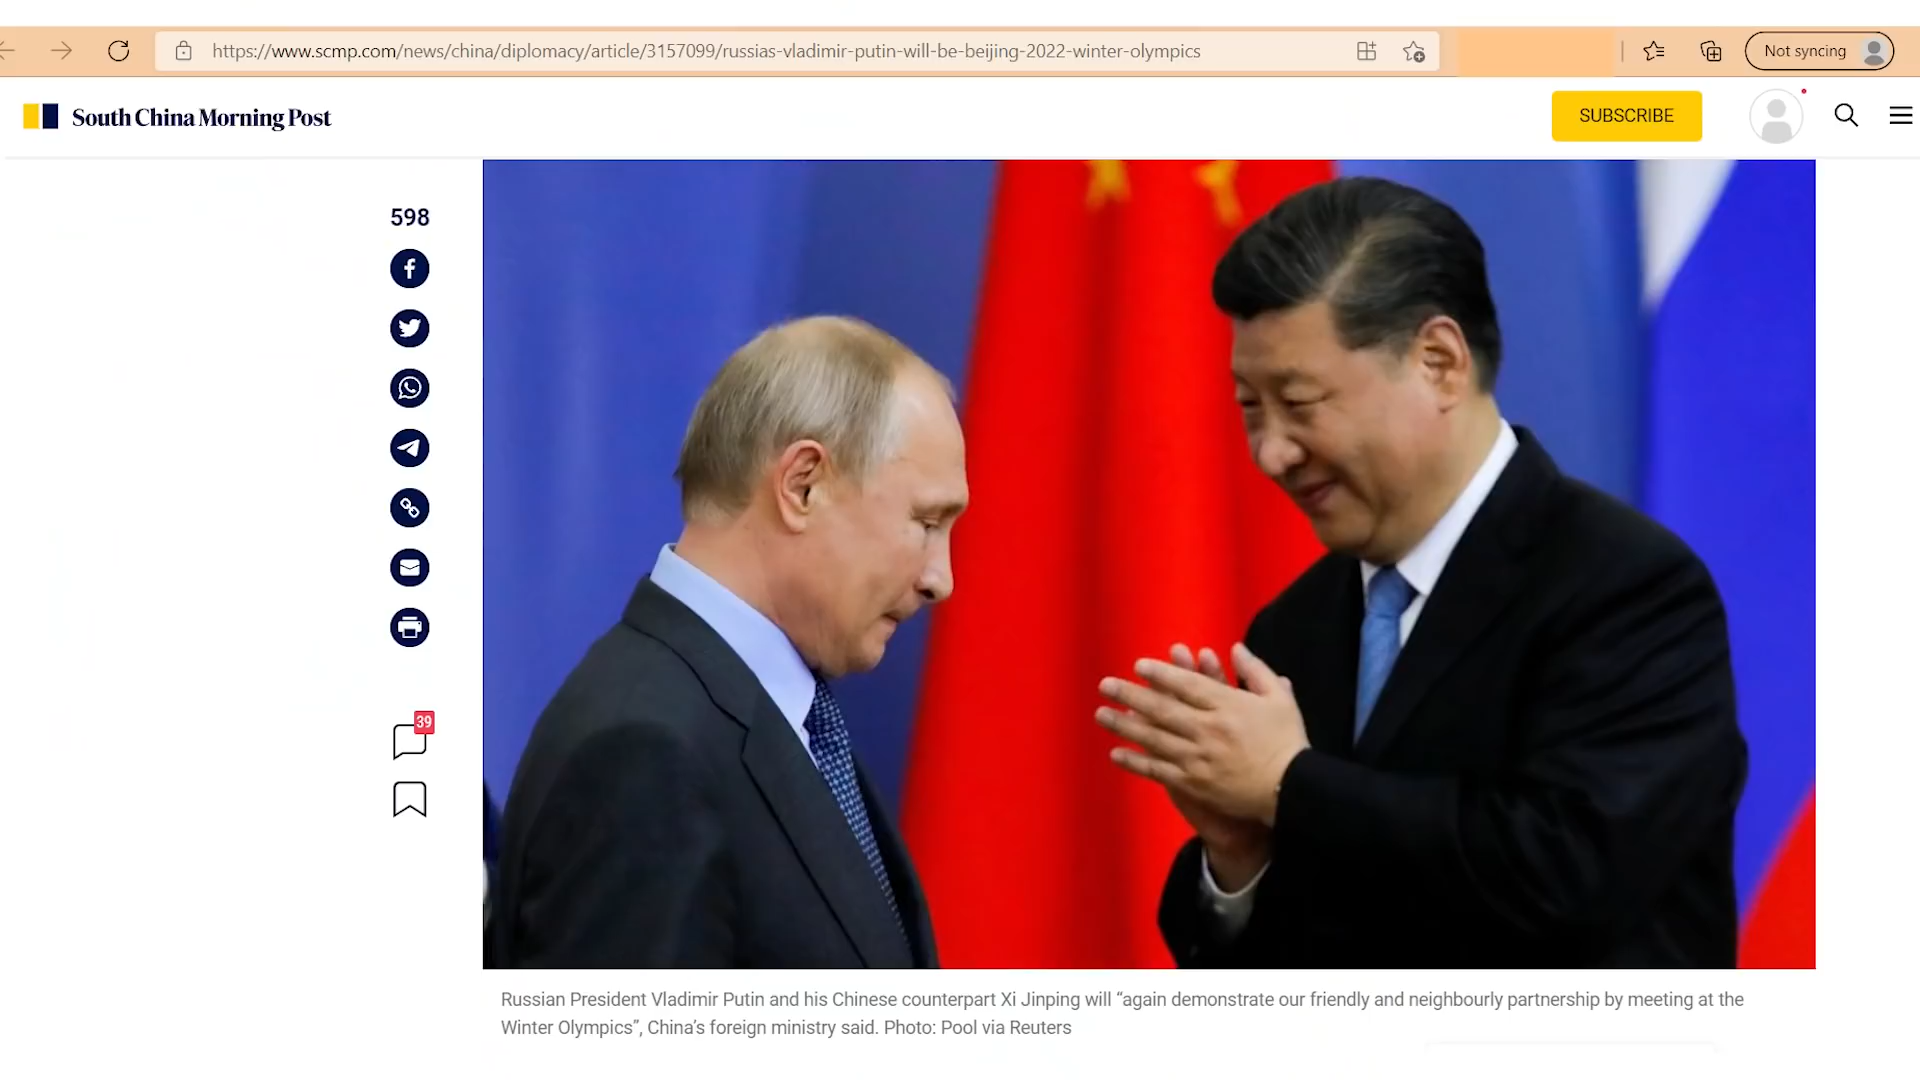 https://www.scmp.com/news/china/diplomacy/article/3157099/russias-vladimir-putin-will-be-beijing-2022-winter-olympics
Not syncing
South China Morning Post
SUBSCRIBE
598
39
Russian President Vladimir Putin and his Chinese counterpart Xi Jinping will “again demonstrate our friendly and neighbourly partnership by meeting at the
Winter Olympics”, China’s foreign ministry said. Photo: Pool via Reuters